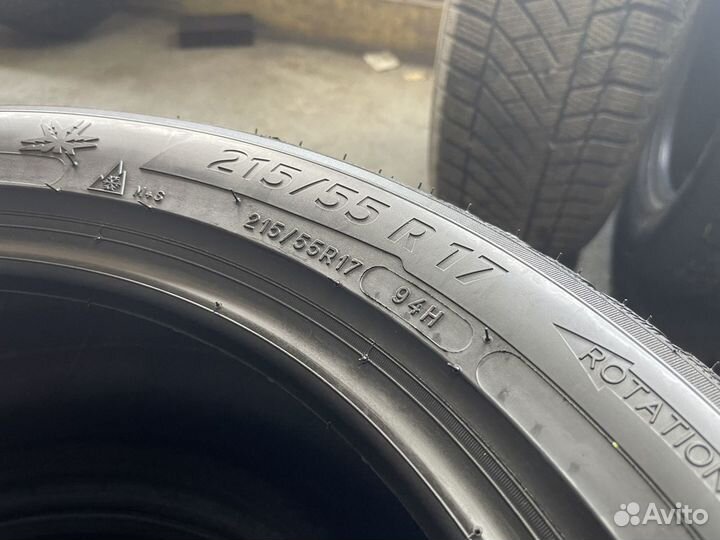 M+S
215/55 R 17
215/55R17 94H
ROTATION
Avito